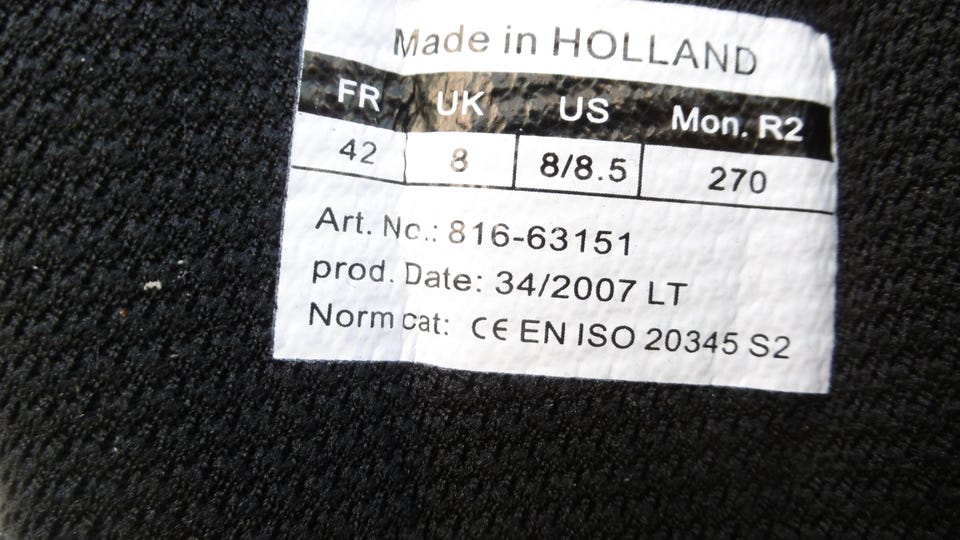 Made in HOLLAND
FR UK US Mon. R2
42 8 8/8.5 270
Art. No.: 816-63151
prod. Date: 34/2007 LT
Norm cat: CE EN ISO 20345 S2